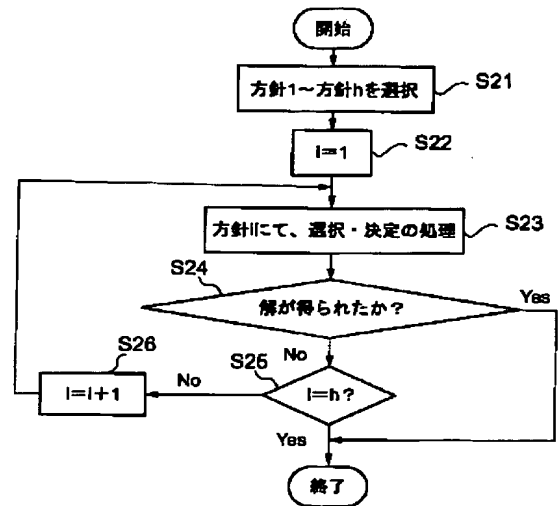 開始
方針1～方針hを選択
S21
i＝1
S22
方針iにて、選択・決定の処理
S23
S24
解が得られたか？
Yes
No
S26
S25
i＝i＋1
No
i＝h？
Yes
終了